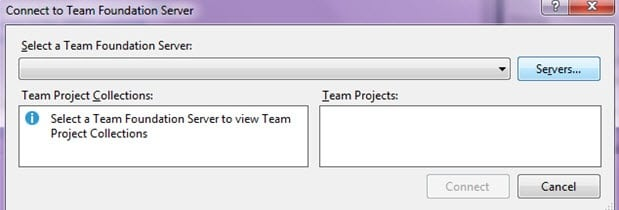 Connect to Team Foundation Server
Select a Team Foundation Server:
Servers...
Team Project Collections:
Team Projects:
Select a Team Foundation Server to view Team
Project Collections
Connect
Cancel